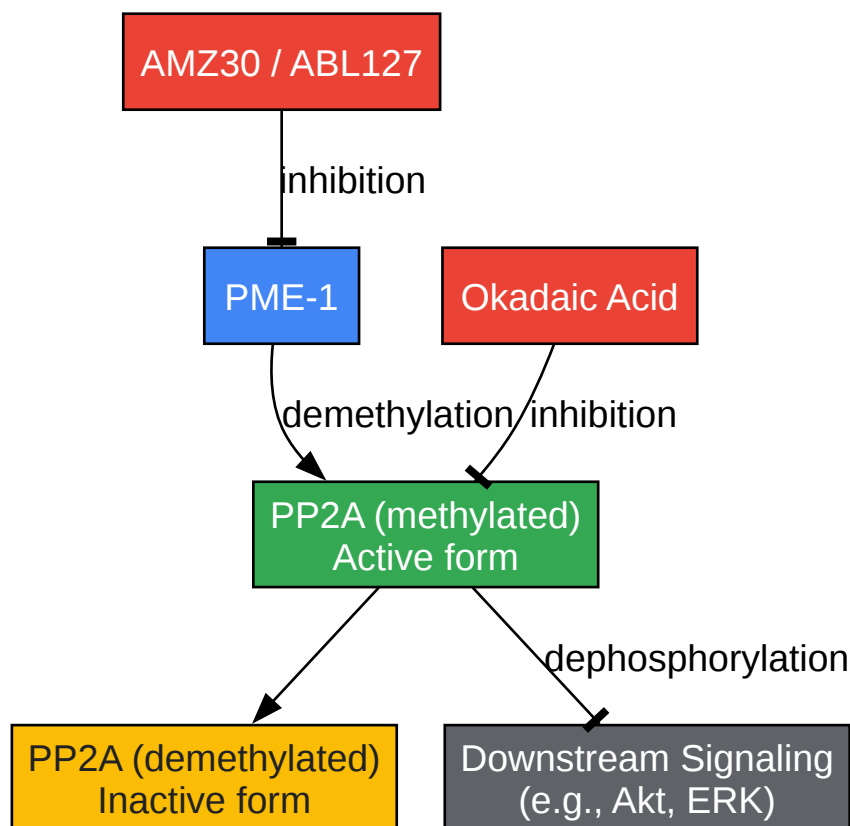 AMZ30 / ABL127
inhibition
PME-1
Okadaic Acid
demethylation
inhibition
PP2A (methylated)
Active form
dephosphorylation
PP2A (demethylated)
Inactive form
Downstream Signaling
(e.g., Akt, ERK)